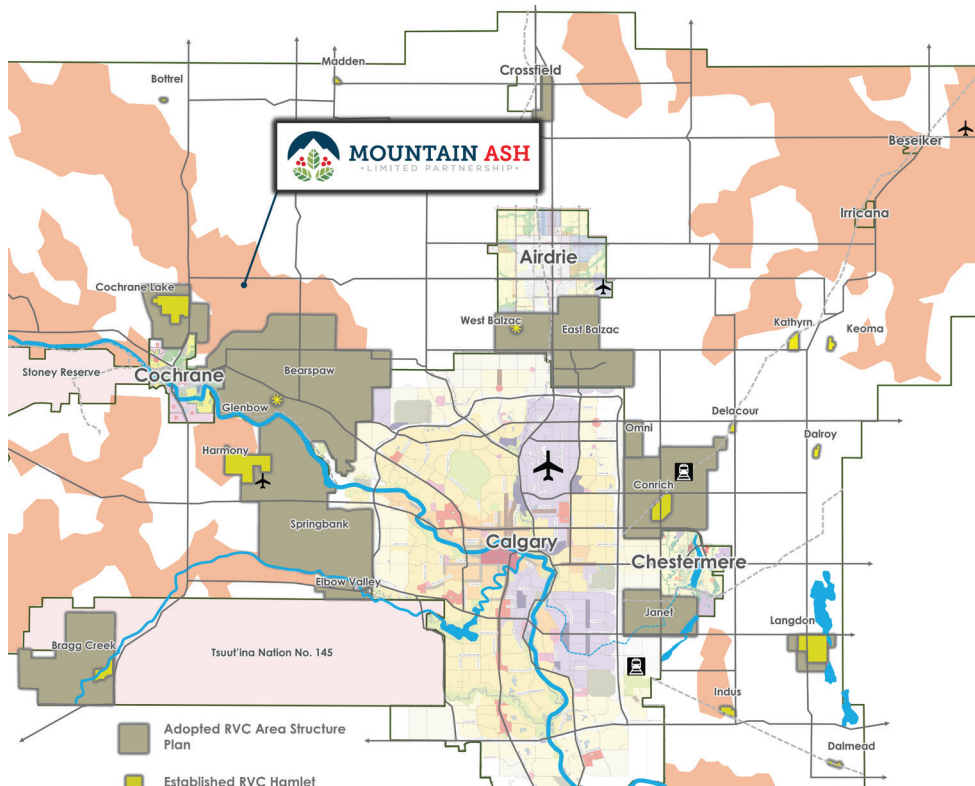 Madden
Bottrel
Crossfield
MOUNTAIN ASH
•LIMITED PARTNERSHIP•
Beseiker
Irricana
Airdrie
Cochrane Lake
West Balzac
East Balzac
Kathyrn
Keoma
Stoney Reserve
Cochrane
Bearspaw
Glenbow
Delacour
Omni
Dalroy
Harmony
Conrich
Springbank
Calgary
Chestermere
Elbow Valley
Janet
Langdon
Bragg Creek
Tsuut'ina Nation No. 145
Indus
Adopted RVC Area Structure
Plan
Dalmead
Established RVC Hamlet